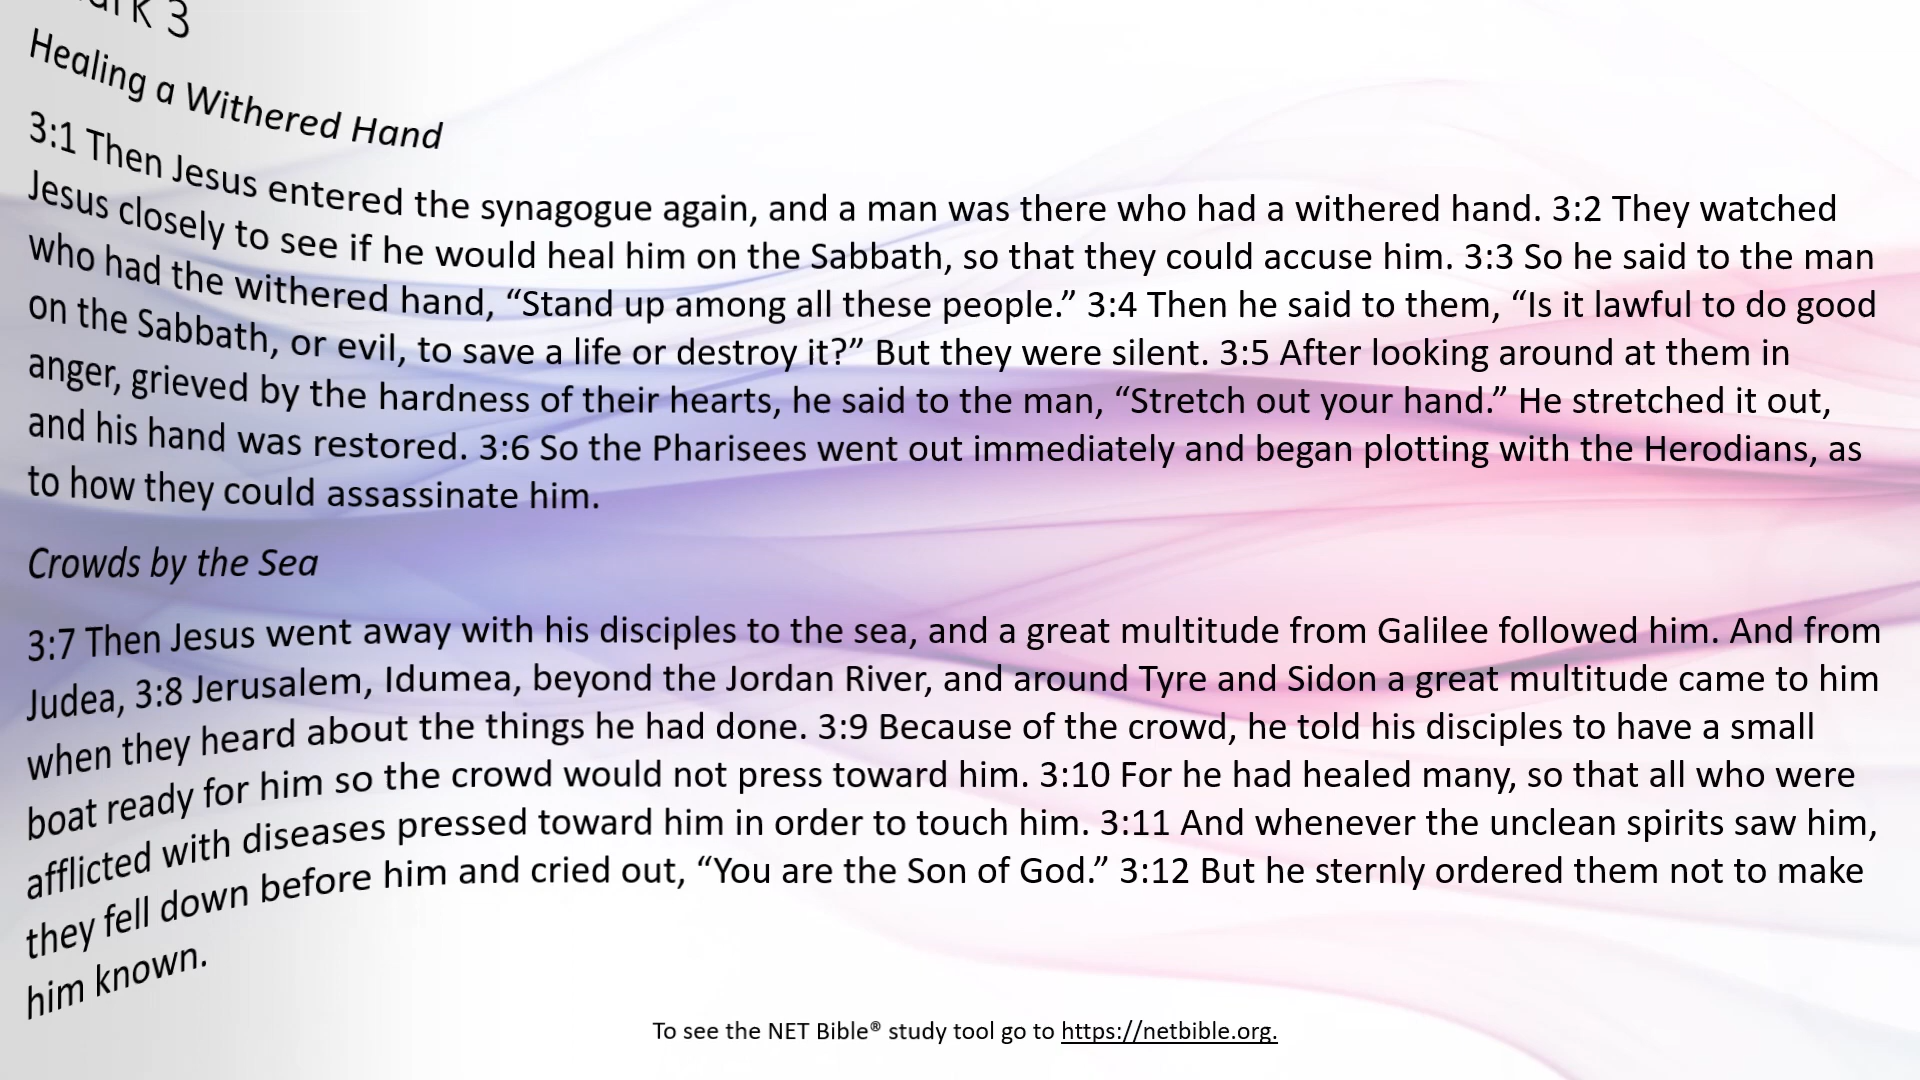 ark 3
Healing a Withered Hand
3:1 Then Jesus entered the synagogue again, and a man was there who had a withered hand. 3:2 They watched
Jesus closely to see if he would heal him on the Sabbath, so that they could accuse him. 3:3 So he said to the man
who had the withered hand, “Stand up among all these people.” 3:4 Then he said to them, “Is it lawful to do good
on the Sabbath, or evil, to save a life or destroy it?” But they were silent. 3:5 After looking around at them in
anger, grieved by the hardness of their hearts, he said to the man, “Stretch out your hand.” He stretched it out,
and his hand was restored. 3:6 So the Pharisees went out immediately and began plotting with the Herodians, as
to how they could assassinate him.
Crowds by the Sea
3:7 Then Jesus went away with his disciples to the sea, and a great multitude from Galilee followed him. And from
Judea, 3:8 Jerusalem, Idumea, beyond the Jordan River, and around Tyre and Sidon a great multitude came to him
when they heard about the things he had done. 3:9 Because of the crowd, he told his disciples to have a small
boat ready for him so the crowd would not press toward him. 3:10 For he had healed many, so that all who were
afflicted with diseases pressed toward him in order to touch him. 3:11 And whenever the unclean spirits saw him,
they fell down before him and cried out, “You are the Son of God.” 3:12 But he sternly ordered them not to make
him known.
To see the NET Bible® study tool go to https://netbible.org.